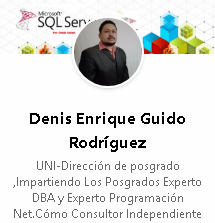 Microsoft
SQL Serv
Denis Enrique Guido
Rodríguez
UNI-Dirección de posgrado
,Impartiendo Los Posgrados Experto
DBA y Experto Programación
Net.Cómo Consultor Independiente